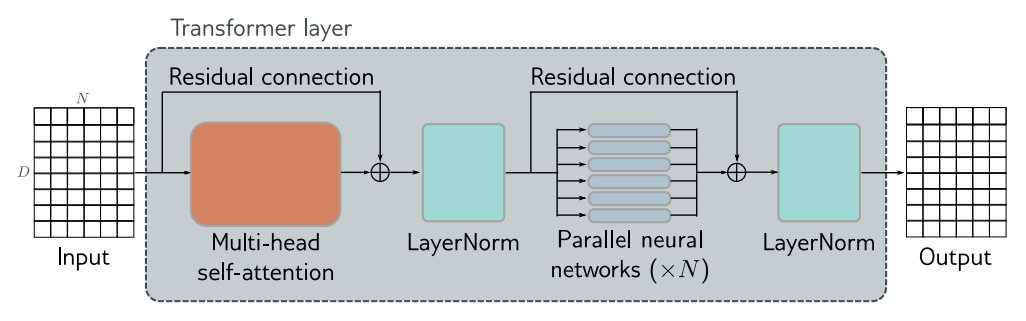 Transformer layer
Residual connection
Residual connection
N
D
Input
Multi-head
self-attention
LayerNorm
Parallel neural
networks (×N)
LayerNorm
Output